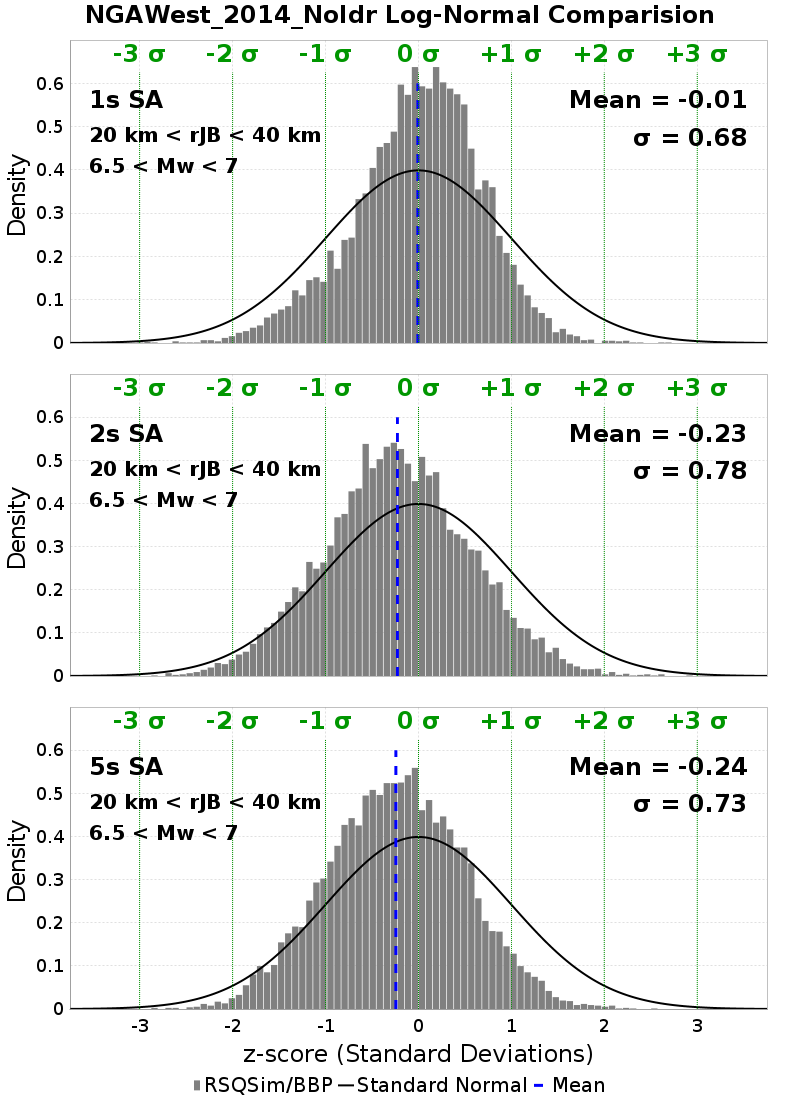 NGAWest_2014_NoIdr Log-Normal Comparision
-3 σ -2 σ -1 σ 0 σ +1 σ +2 σ +3 σ
1s SA
20 km < rJB < 40 km
6.5 < Mw < 7
Mean = -0.01
σ = 0.68
Density
0.6
0.5
0.4
0.3
0.2
0.1
0
-3 σ -2 σ -1 σ 0 σ +1 σ +2 σ +3 σ
2s SA
20 km < rJB < 40 km
6.5 < Mw < 7
Mean = -0.23
σ = 0.78
Density
0.6
0.5
0.4
0.3
0.2
0.1
0
-3 σ -2 σ -1 σ 0 σ +1 σ +2 σ +3 σ
5s SA
20 km < rJB < 40 km
6.5 < Mw < 7
Mean = -0.24
σ = 0.73
Density
0.6
0.5
0.4
0.3
0.2
0.1
0
-3 -2 -1 0 1 2 3
z-score (Standard Deviations)
RSQSim/BBP Standard Normal Mean